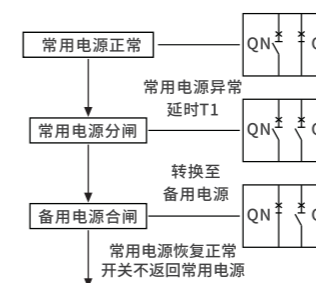 常用电源正常
QN
常用电源异常
延时T1
常用电源分闸
QN
转换至
备用电源
备用电源合闸
QN
常用电源恢复正常
开关不返回常用电源